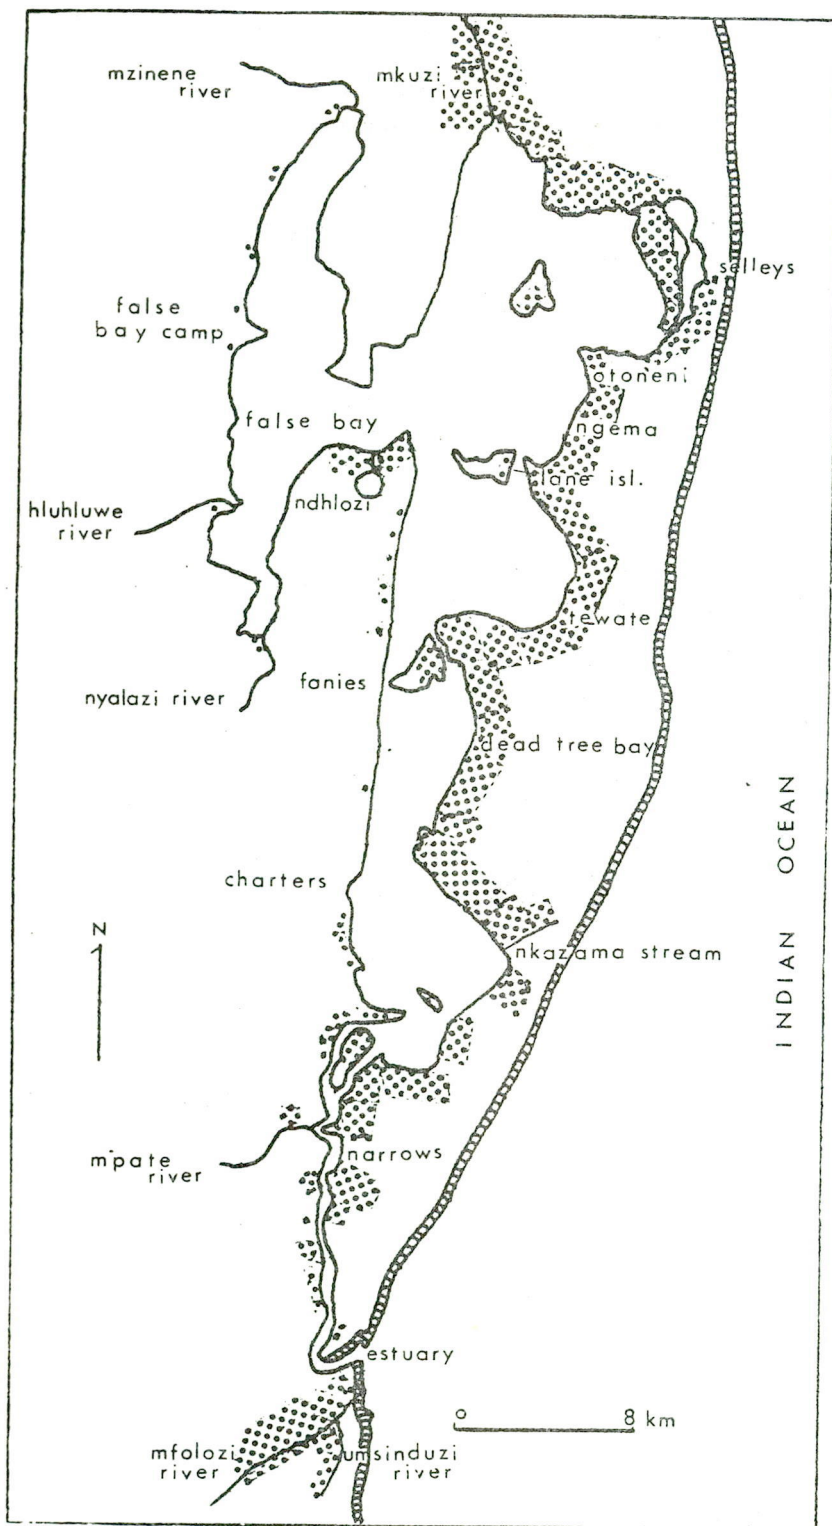 mzinene
river
mkuzi
river
selleys
false
bay camp
otoneni
false bay
ngema
lane isl.
ndhlozi
hluhluwe
river
tewate
fanies
nyalazi river
dead tree bay
INDIAN OCEAN
charters
N
nkazama stream
narrows
m'pate
river
estuary
0 8 km
mfolozi
river
umsinduzi
river